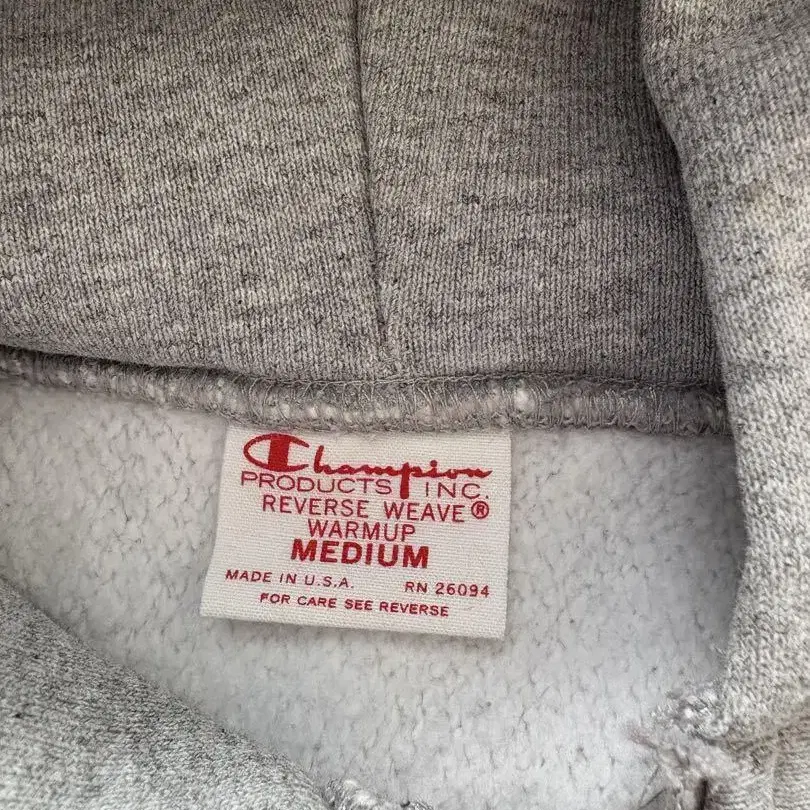 Champion
PRODUCTS INC.
REVERSE WEAVE®
WARMUP
MEDIUM
MADE IN U.S.A. RN 26094
FOR CARE SEE REVERSE